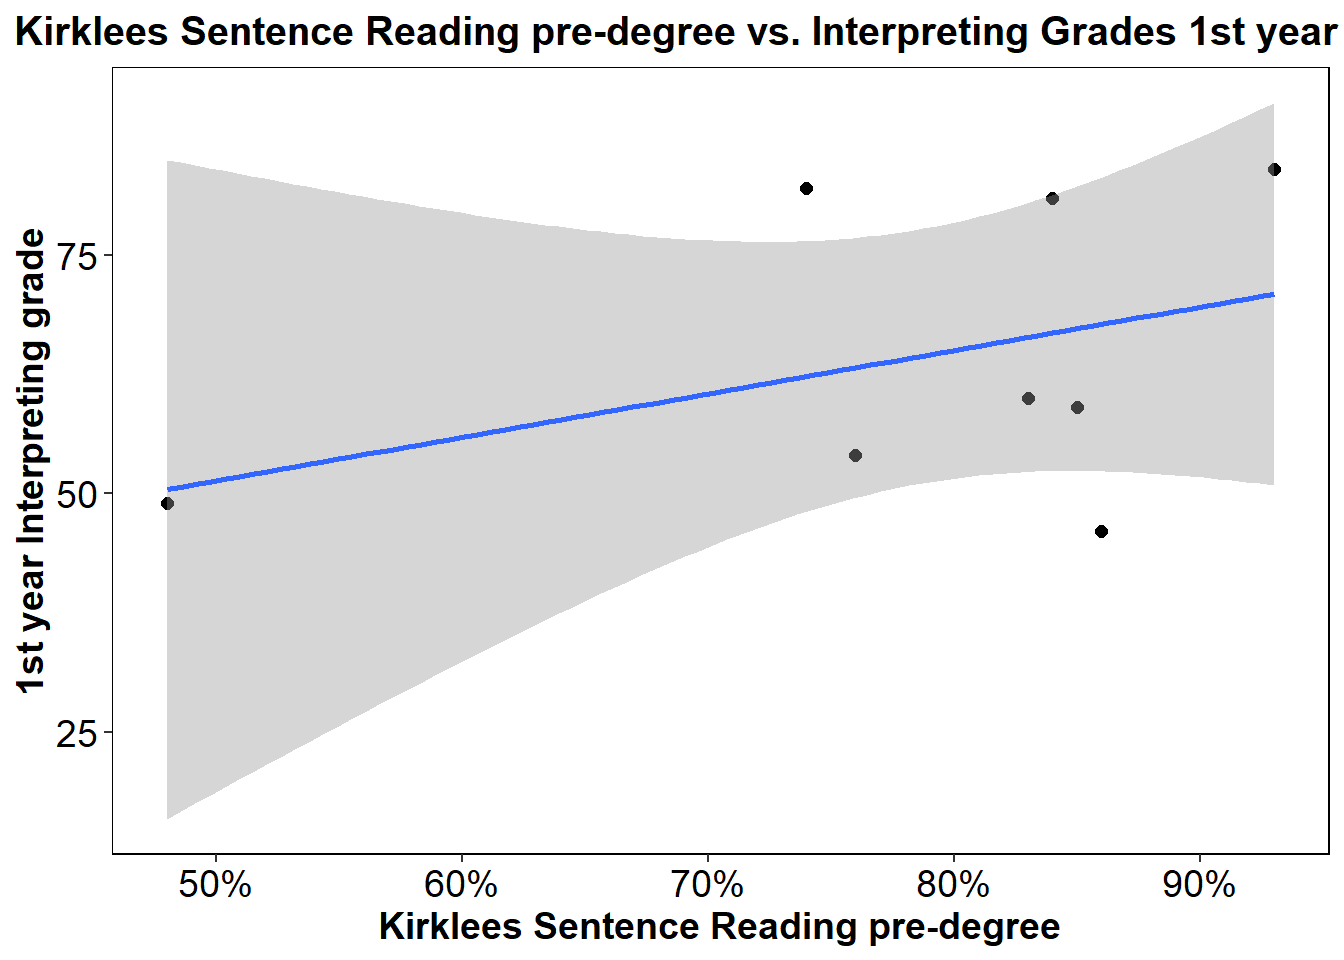 Kirklees Sentence Reading pre-degree vs. Interpreting Grades 1st year
1st year Interpreting grade
75
50
25
50%
60%
70%
80%
90%
Kirklees Sentence Reading pre-degree